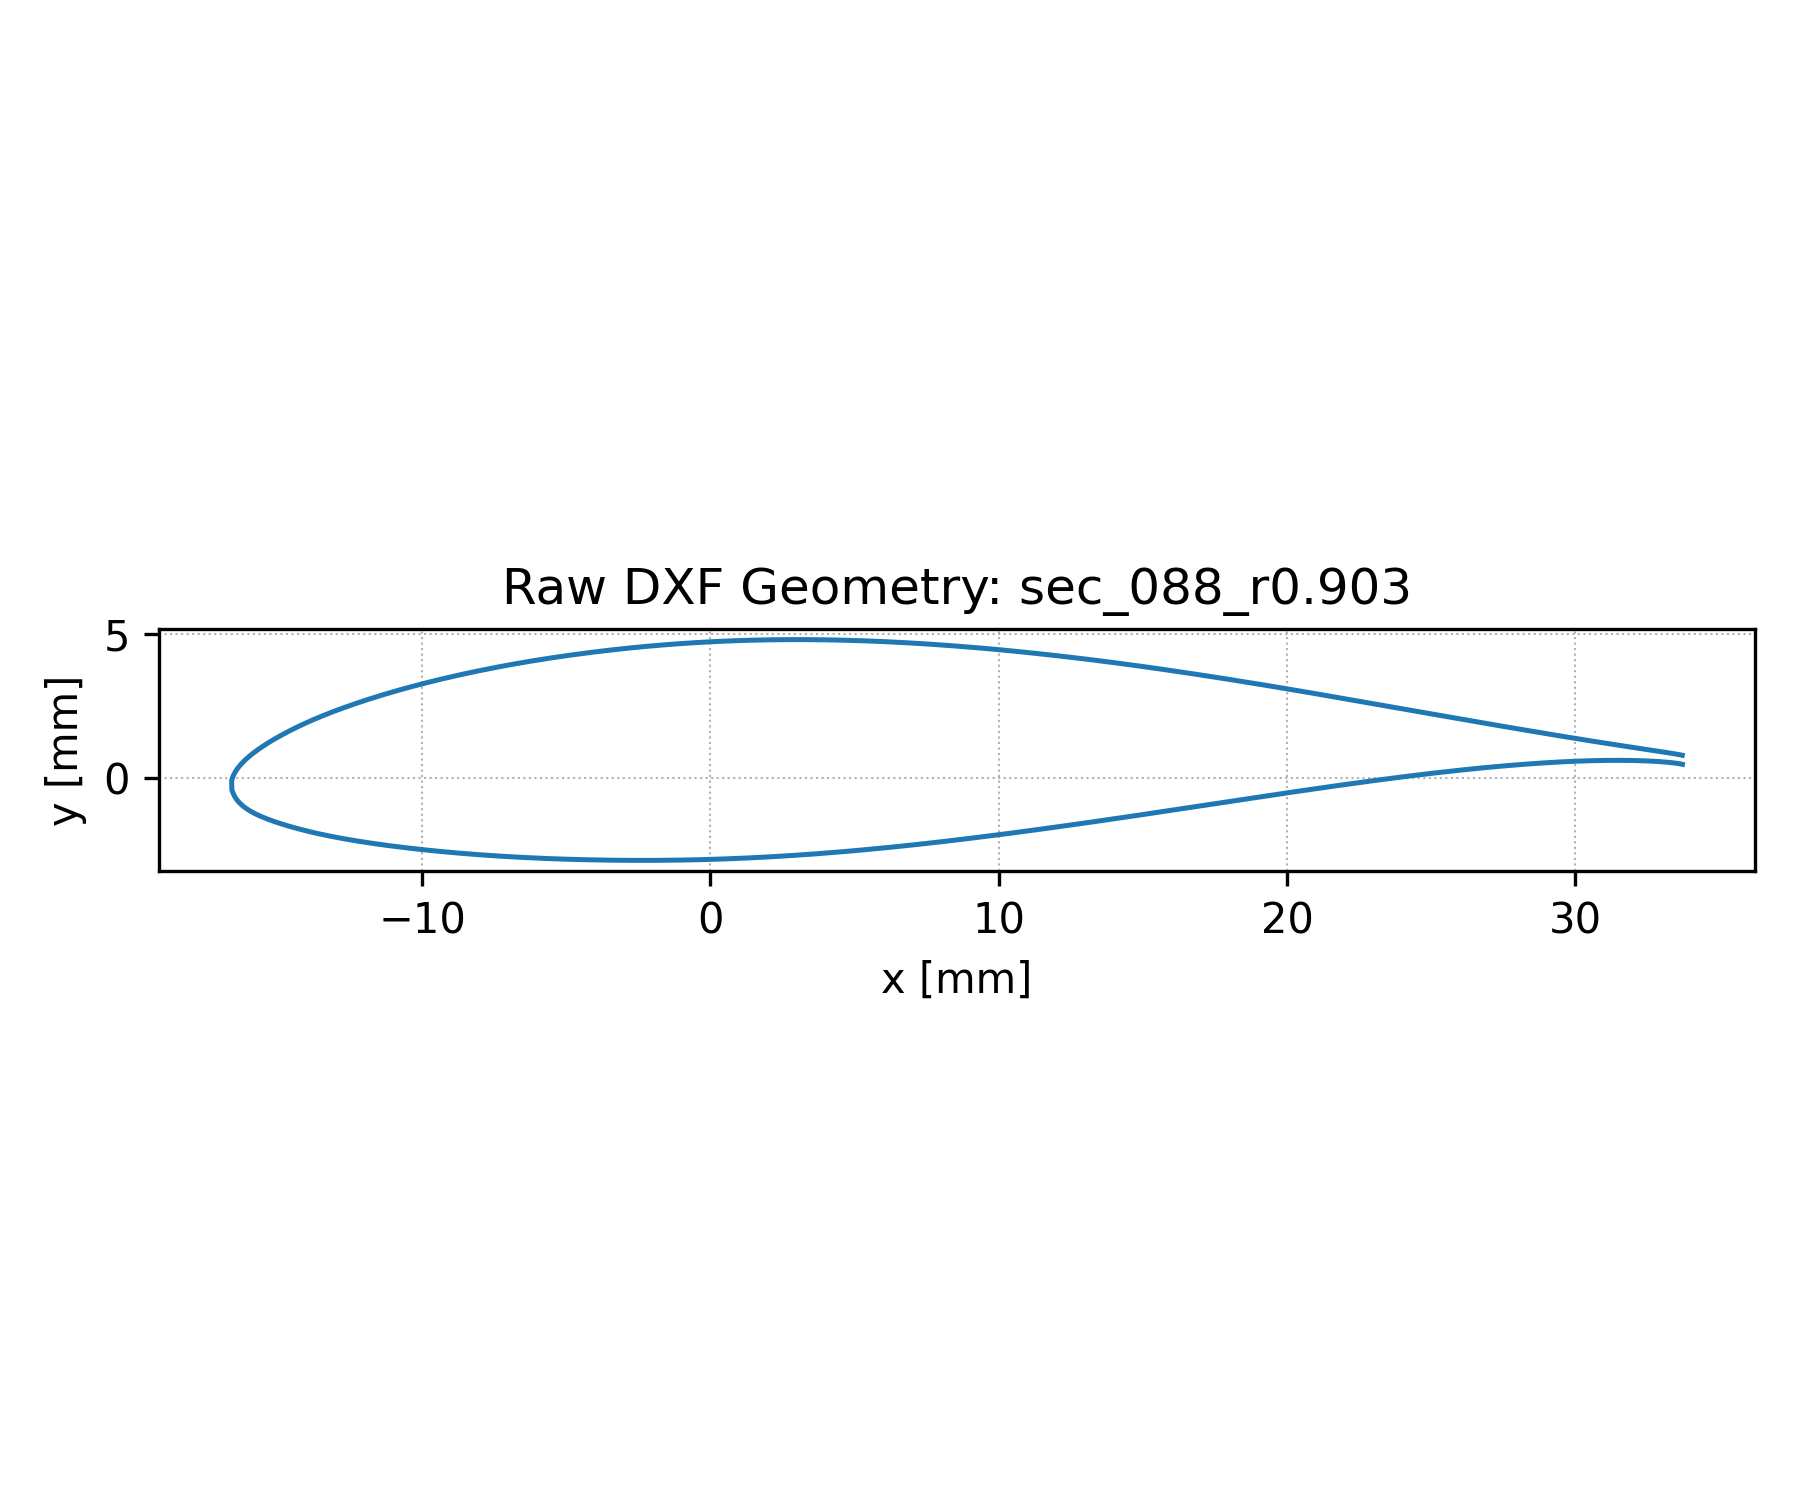 Raw DXF Geometry: sec_088_r0.903
5
0
y [mm]
−10 0 10 20 30
x [mm]